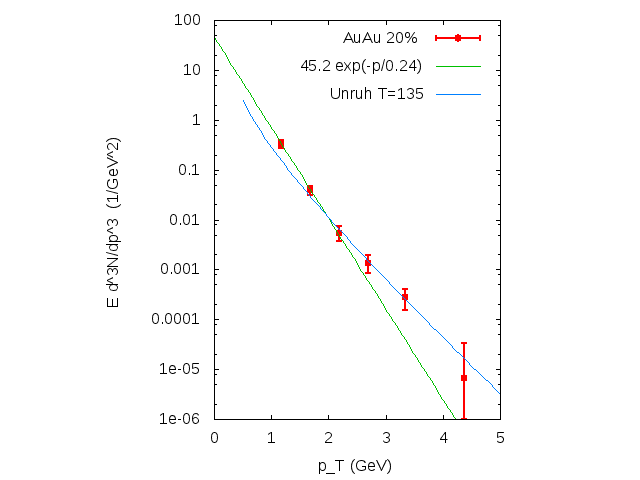 100
10
1
0.1
0.01
0.001
0.0001
1e-05
1e-06
0 1 2 3 4 5
p_T (GeV)
E d^3N/dp^3 (1/GeV^2)
AuAu 20%
45.2 exp(-p/0.24)
Unruh T=135